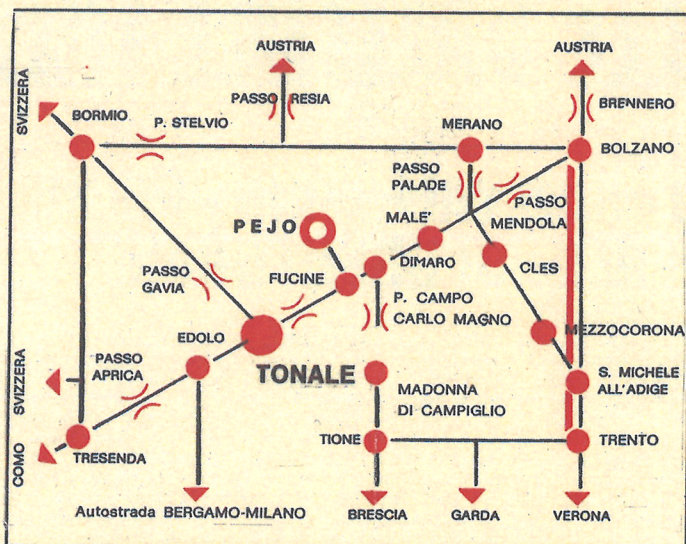 AUSTRIA
AUSTRIA
SVIZZERA
PASSO RESIA
BRENNERO
BORMIO
P. STELVIO
MERANO
BOLZANO
PASSO
PALADE
PASSO
MENDOLA
PEJO
MALE'
DIMARO
CLES
PASSO
GAVIA
FUCINE
P. CAMPO
CARLO MAGNO
MEZZOCORONA
EDOLO
TONALE
PASSO
APRICA
SVIZZERA
MADONNA
DI CAMPIGLIO
S. MICHELE
ALL'ADIGE
COMO
TRESENDA
TIONE
TRENTO
Autostrada BERGAMO-MILANO
BRESCIA
GARDA
VERONA